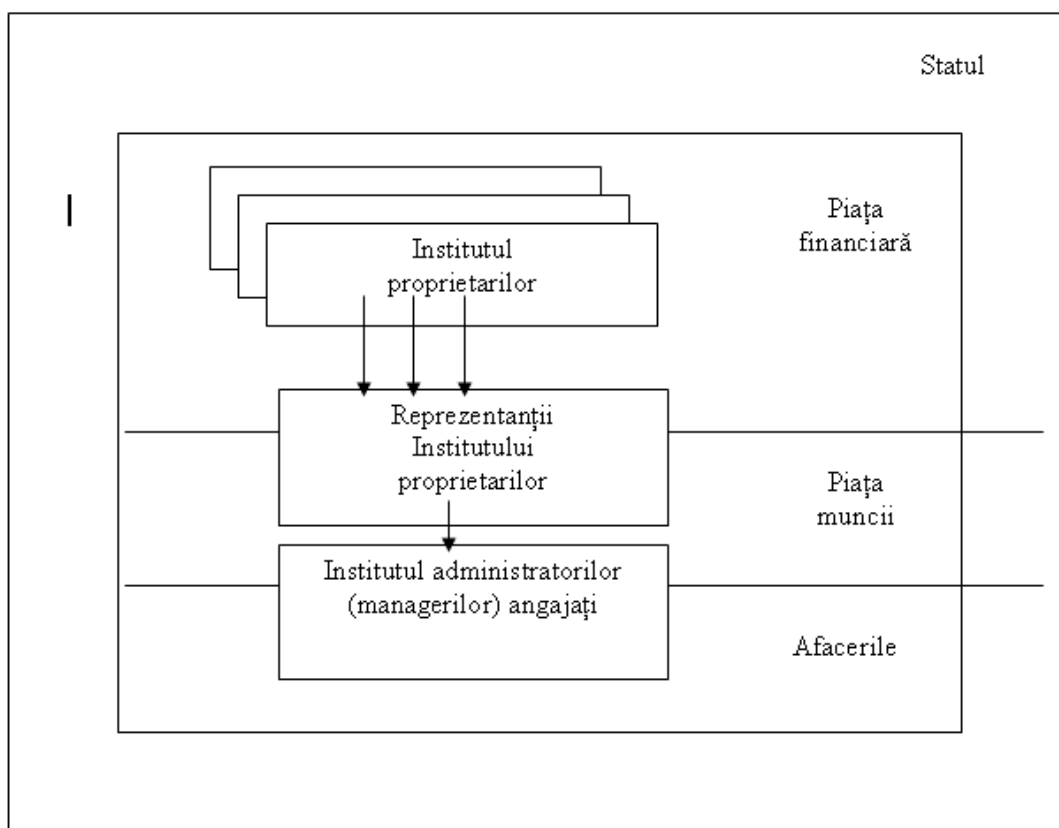 Statul
Piața
financiară
Institutul
proprietarilor
Reprezentanții
Institutului
proprietarilor
Piața
muncii
Institutul administratorilor
(managerilor) angajați
Afacerile